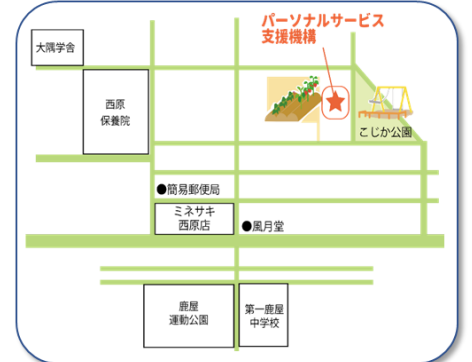 パーソナルサービス
支援機構
大隅学舎
西原
保養院
こじか公園
●簡易郵便局
ミネサキ
西原店
●風月堂
鹿屋
運動公園
第一鹿屋
中学校